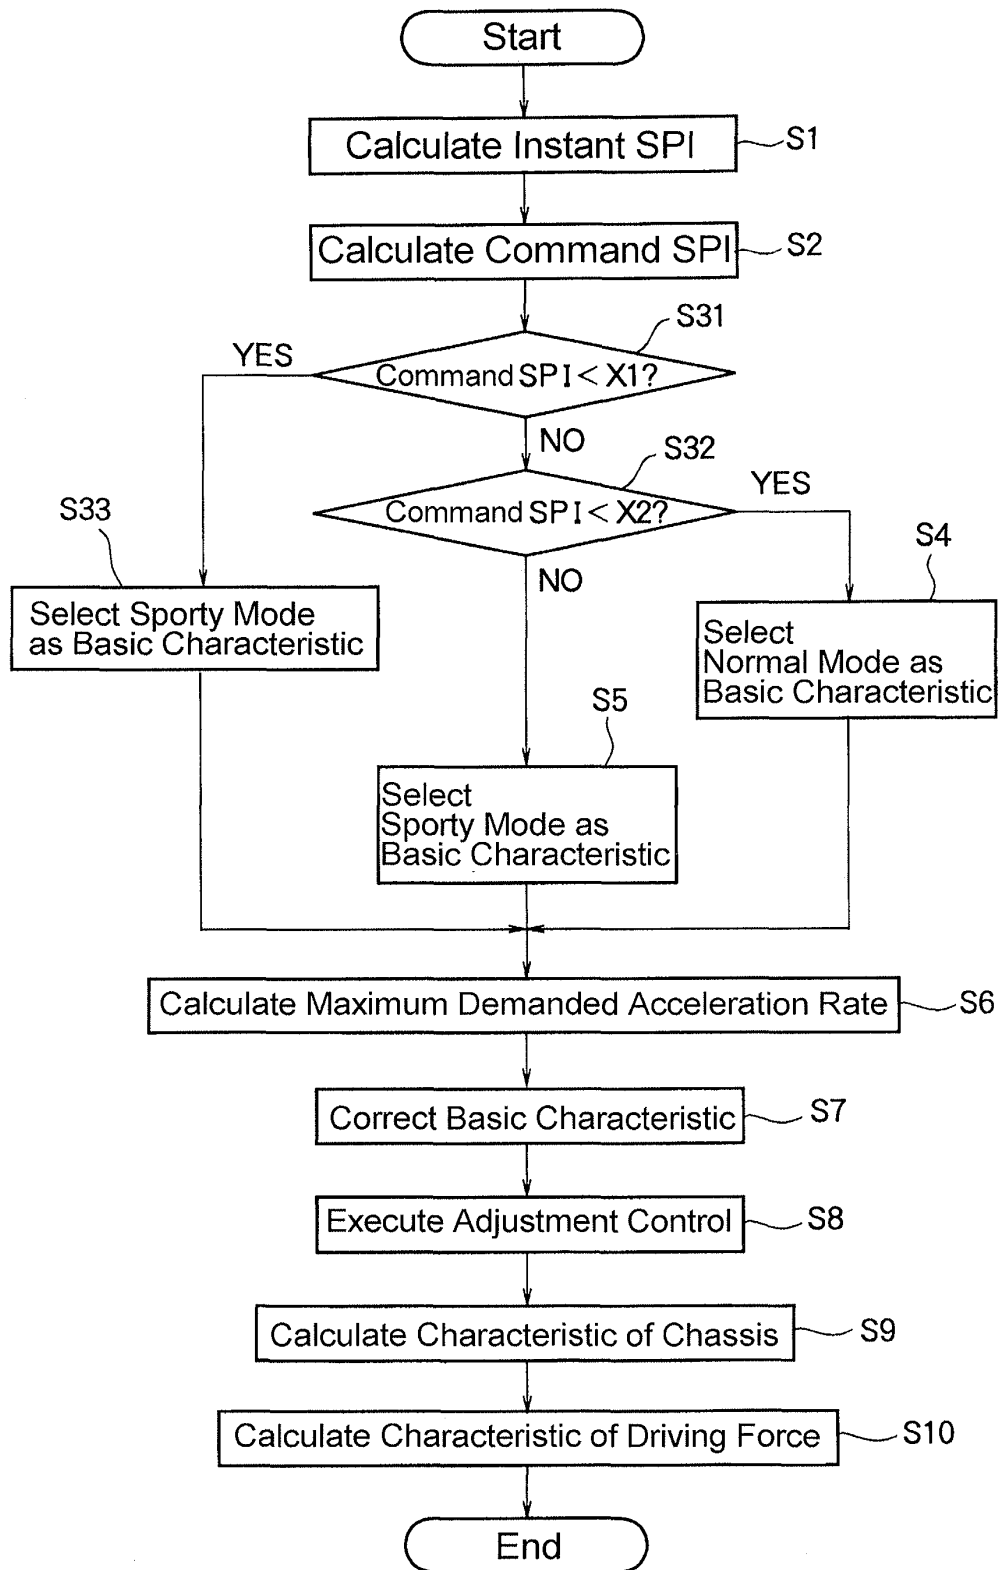 Start
Calculate Instant SPI
S1
Calculate Command SPI
S2
S31
YES
Command SPI < X1?
NO
S32
YES
Command SPI < X2?
NO
S33
Select Sporty Mode
as Basic Characteristic
S4
Select
Normal Mode as
Basic Characteristic
S5
Select
Sporty Mode as
Basic Characteristic
Calculate Maximum Demanded Acceleration Rate
S6
Correct Basic Characteristic
S7
Execute Adjustment Control
S8
Calculate Characteristic of Chassis
S9
Calculate Characteristic of Driving Force
S10
End